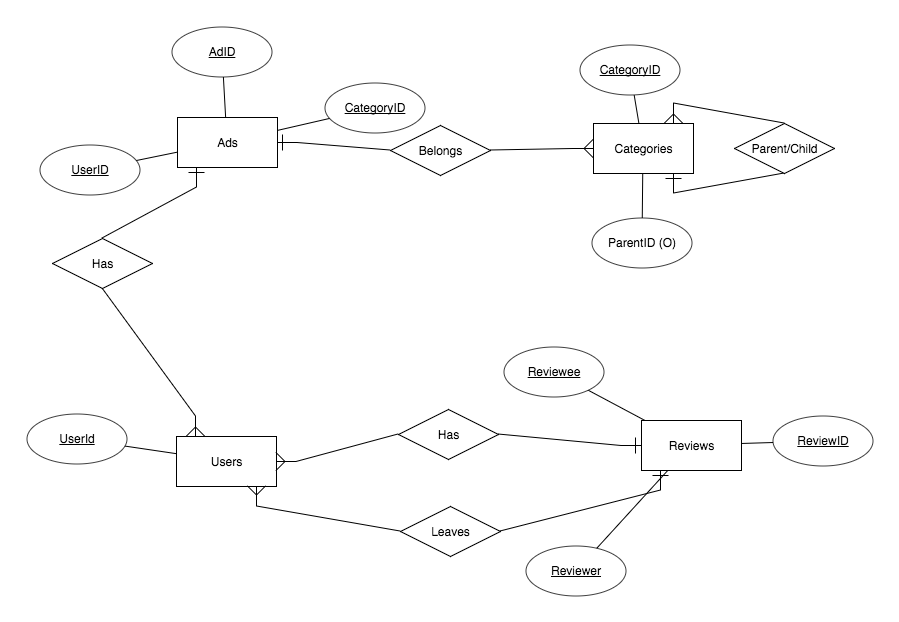 AdID
CategoryID
CategoryID
Ads
Belongs
Categories
Parent/Child
UserID
ParentID (O)
Has
Reviewee
UserId
Has
Reviews
ReviewID
Users
Leaves
Reviewer